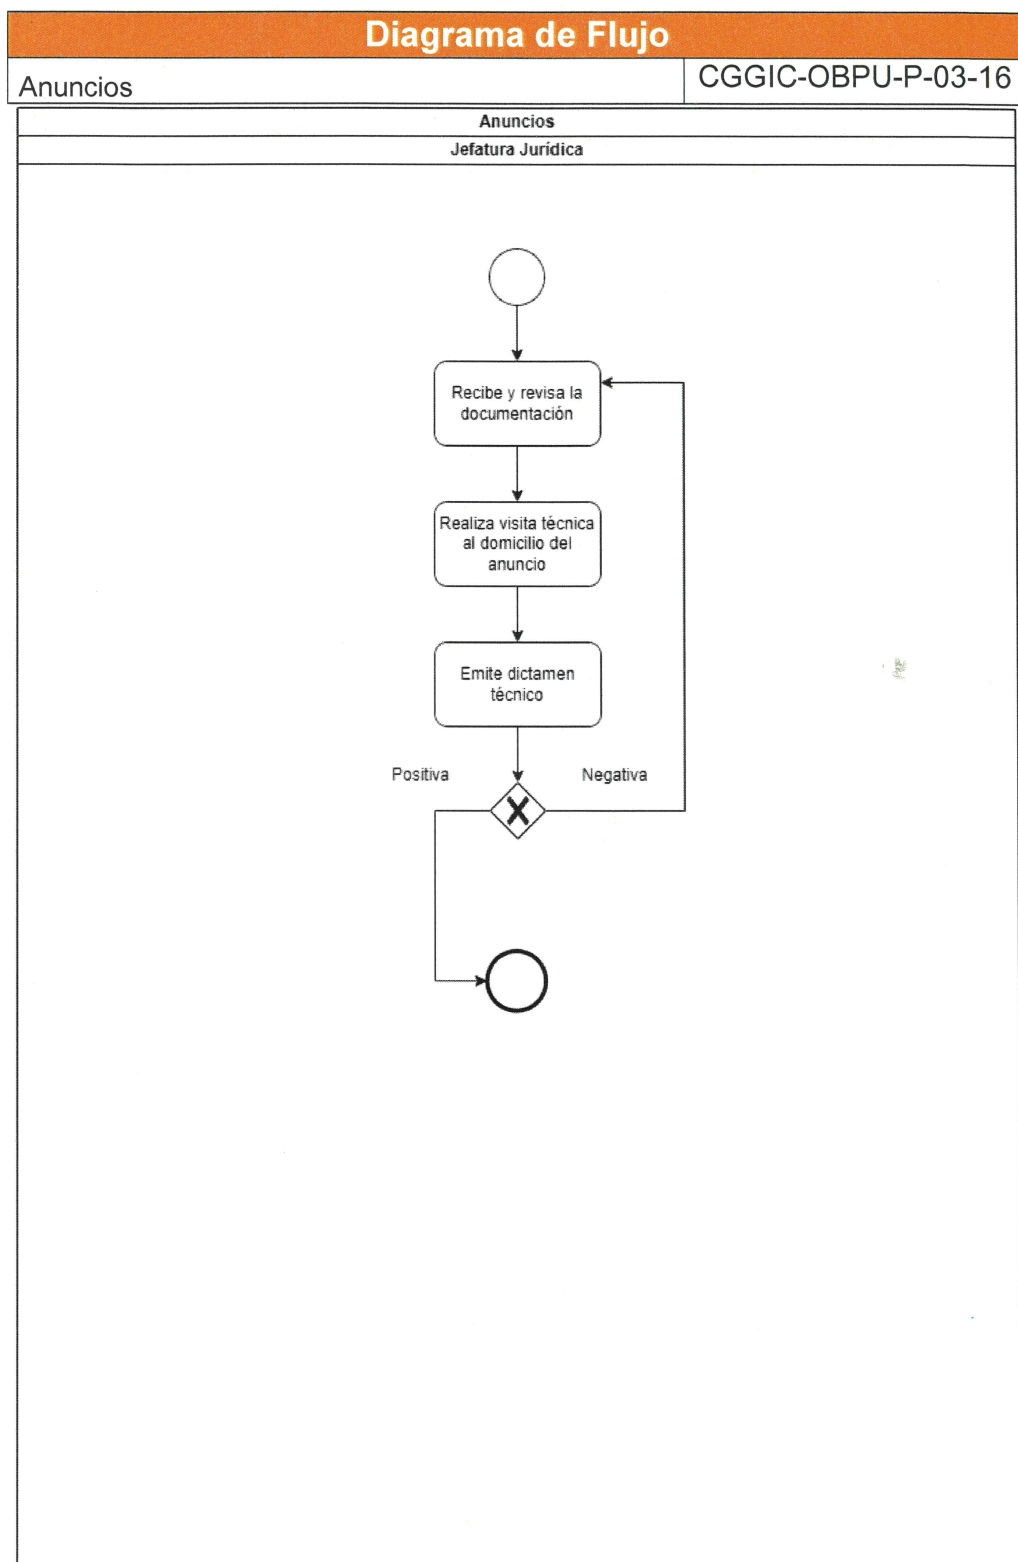 Diagrama de Flujo
Anuncios
CGGIC-OBPU-P-03-16
Anuncios
Jefatura Jurídica
Recibe y revisa la
documentación
Realiza visita técnica
al domicilio del
anuncio
Emite dictamen
técnico
Positiva
Negativa